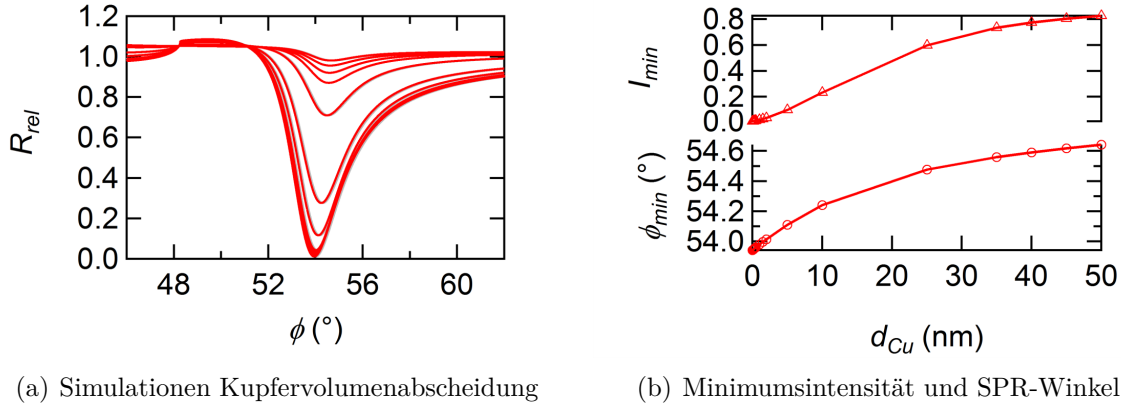 1.2
1.0
0.8
0.6
0.4
0.2
0.0
R_rel
48 52 56 60
ϕ (°)
0.8
0.6
0.4
0.2
0.0
I_min
54.6
54.4
54.2
54.0
ϕ_min (°)
0 10 20 30 40 50
d_Cu (nm)
(a) Simulationen Kupfervolumenabscheidung
(b) Minimumsintensität und SPR-Winkel